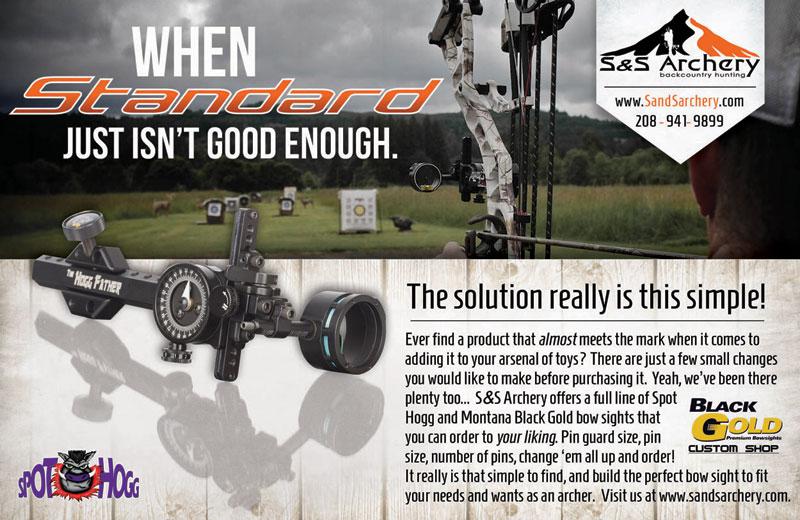 WHEN
Standard
JUST ISN'T GOOD ENOUGH.
S&S Archery
backcountry hunting
www.SandSarchery.com
208 - 941- 9899
THE HOGG FATHER
The solution really is this simple!
Ever find a product that almost meets the mark when it comes to
adding it to your arsenal of toys? There are just a few small changes
you would like to make before purchasing it. Yeah, we've been there
plenty too... S&S Archery offers a full line of Spot
Hogg and Montana Black Gold bow sights that
you can order to your liking. Pin guard size, pin
size, number of pins, change 'em all up and order!
It really is that simple to find, and build the perfect bow sight to fit
your needs and wants as an archer. Visit us at www.sandsarchery.com.
BLACK
GOLD
Premium Bowsights
CUSTOM SHOP
SPOT HOGG